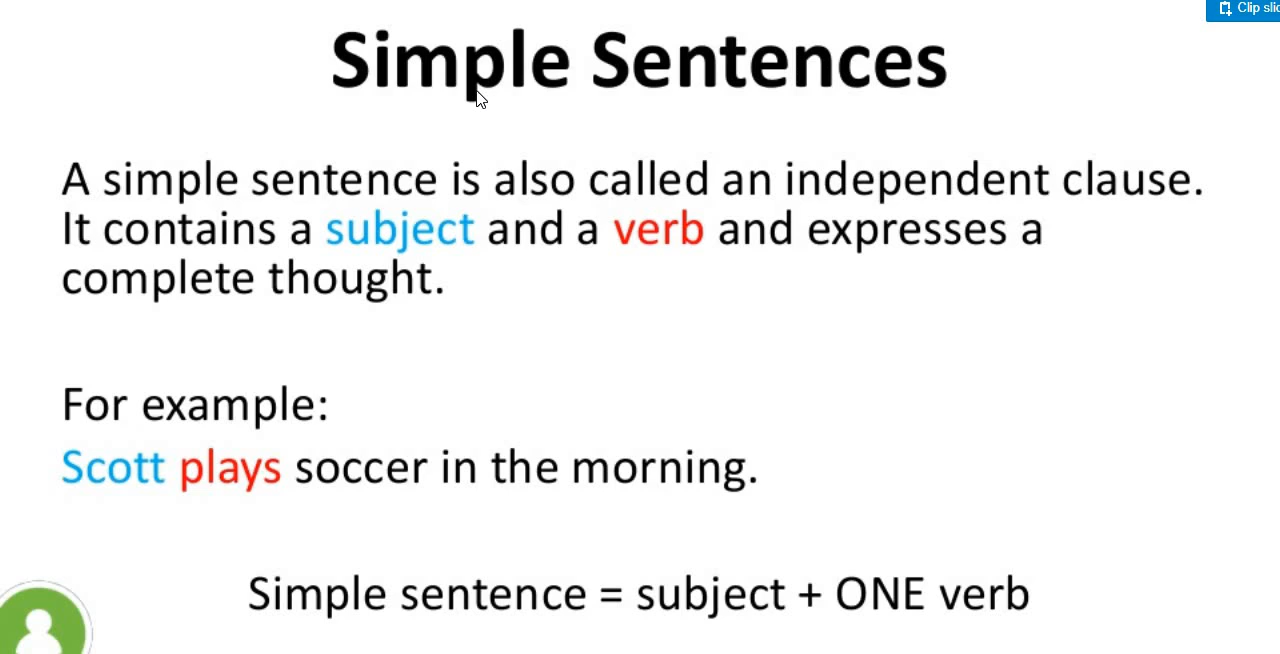 Clip
Simple Sentences
A simple sentence is also called an independent clause.
It contains a subject and a verb and expresses a
complete thought.
For example:
Scott plays soccer in the morning.
Simple sentence = subject + ONE verb